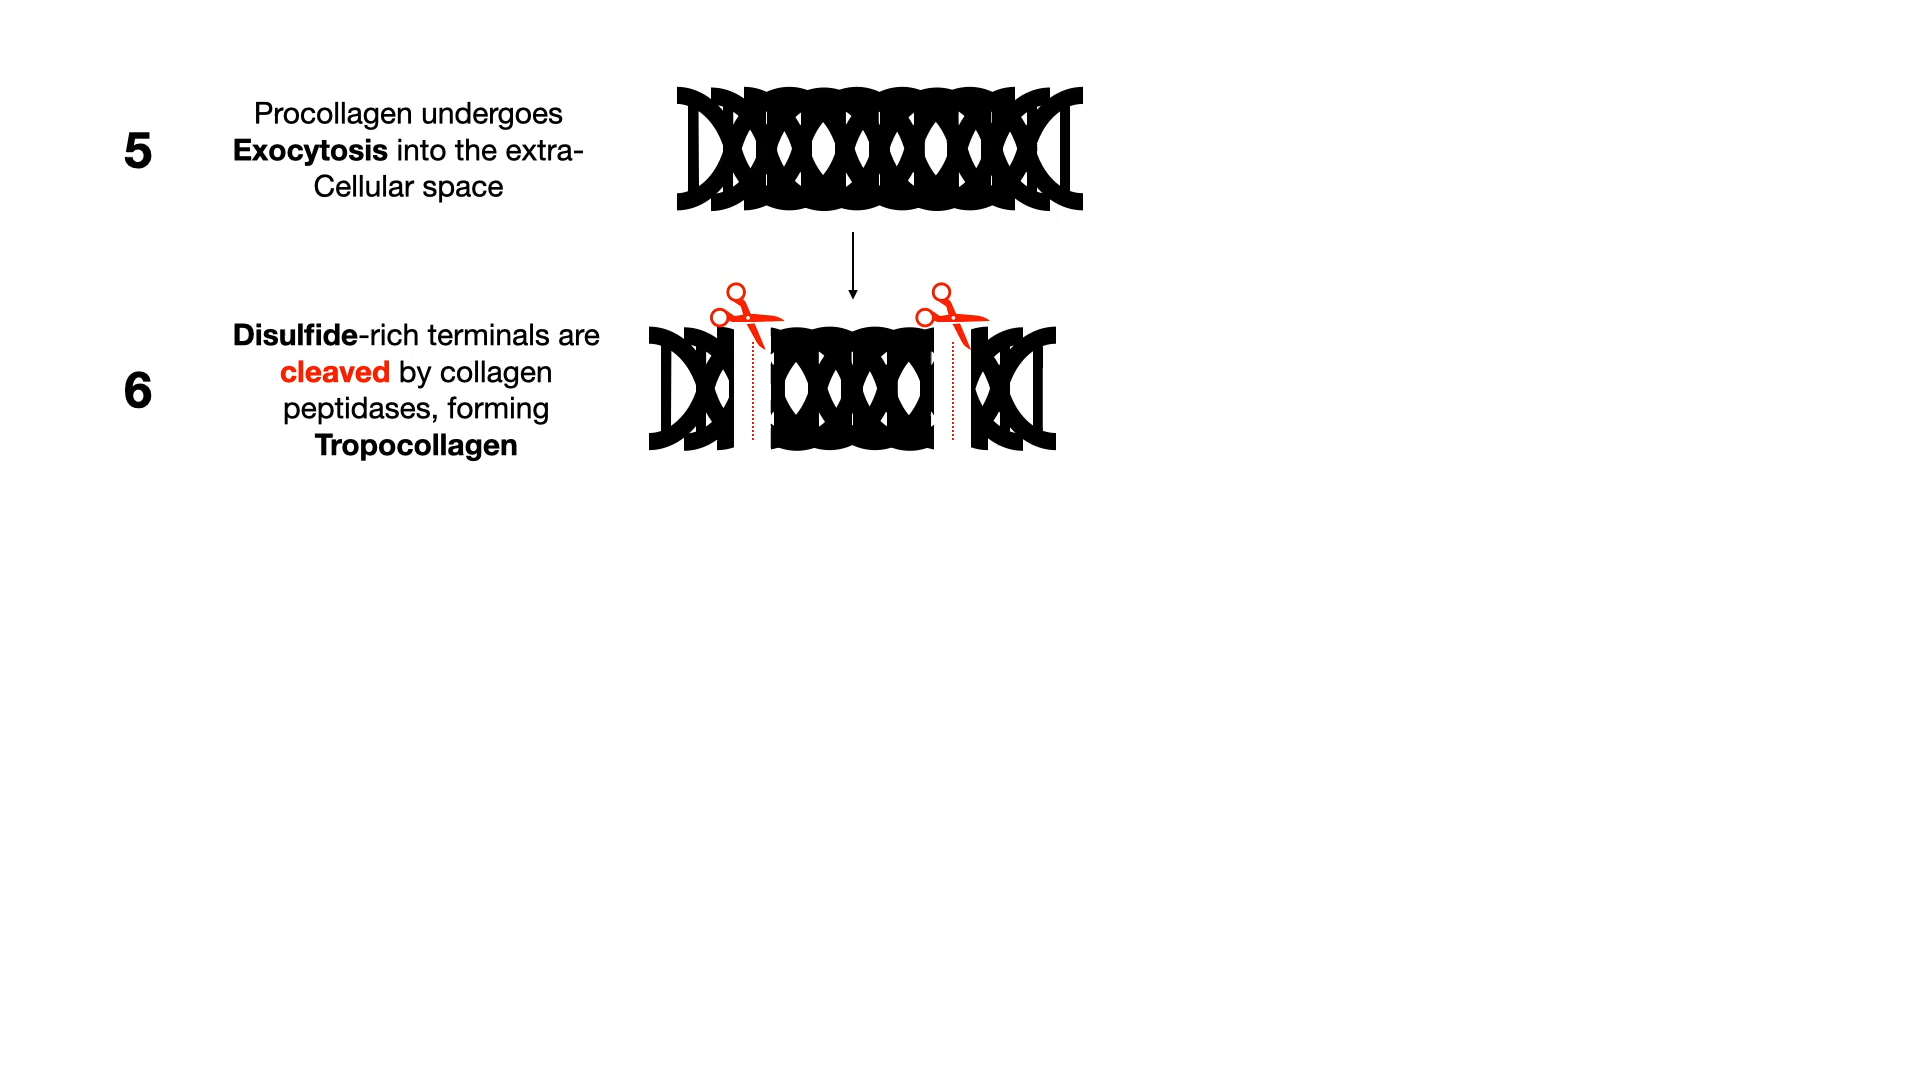 5
Procollagen undergoes
Exocytosis into the extra-
Cellular space
6
Disulfide-rich terminals are
cleaved by collagen
peptidases, forming
Tropocollagen